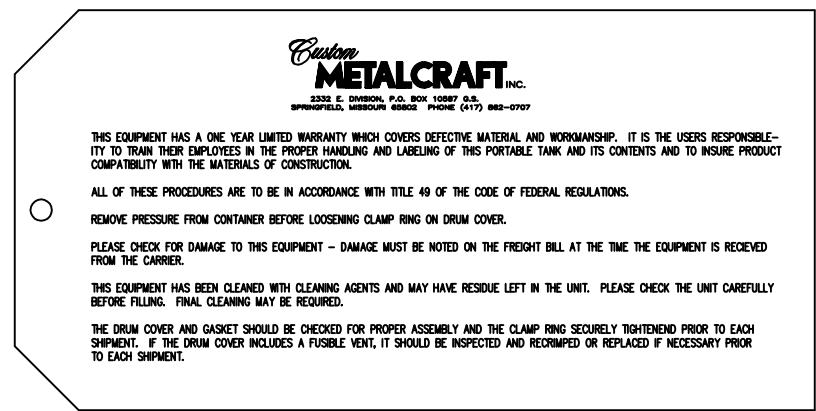 Custom
METALCRAFT INC.
2332 E. DIVISION, P.O. BOX 10587 G.S.
SPRINGFIELD, MISSOURI 65802 PHONE (417) 862-0707
THIS EQUIPMENT HAS A ONE YEAR LIMITED WARRANTY WHICH COVERS DEFECTIVE MATERIAL AND WORKMANSHIP. IT IS THE USERS RESPONSIBLE-
ITY TO TRAIN THEIR EMPLOYEES IN THE PROPER HANDLING AND LABELING OF THIS PORTABLE TANK AND ITS CONTENTS AND TO INSURE PRODUCT
COMPATIBILITY WITH THE MATERIALS OF CONSTRUCTION.
ALL OF THESE PROCEDURES ARE TO BE IN ACCORDANCE WITH TITLE 49 OF THE CODE OF FEDERAL REGULATIONS.
REMOVE PRESSURE FROM CONTAINER BEFORE LOOSENING CLAMP RING ON DRUM COVER.
PLEASE CHECK FOR DAMAGE TO THIS EQUIPMENT – DAMAGE MUST BE NOTED ON THE FREIGHT BILL AT THE TIME THE EQUIPMENT IS RECIEVED
FROM THE CARRIER.
THIS EQUIPMENT HAS BEEN CLEANED WITH CLEANING AGENTS AND MAY HAVE RESIDUE LEFT IN THE UNIT. PLEASE CHECK THE UNIT CAREFULLY
BEFORE FILLING. FINAL CLEANING MAY BE REQUIRED.
THE DRUM COVER AND GASKET SHOULD BE CHECKED FOR PROPER ASSEMBLY AND THE CLAMP RING SECURELY TIGHTENEND PRIOR TO EACH
SHIPMENT. IF THE DRUM COVER INCLUDES A FUSIBLE VENT, IT SHOULD BE INSPECTED AND RECRIMPED OR REPLACED IF NECESSARY PRIOR
TO EACH SHIPMENT.